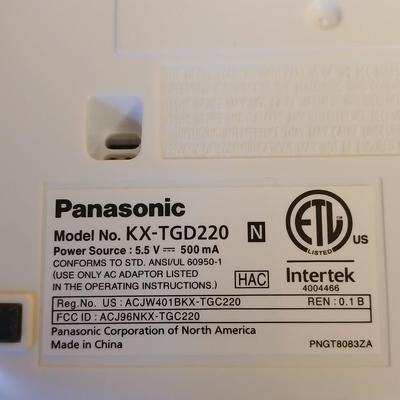 Panasonic
Model No. KX-TGD220 N
Power Source : 5.5 V ⎓ 500 mA
CONFORMS TO STD. ANSI/UL 60950-1
(USE ONLY AC ADAPTOR LISTED
IN THE OPERATING INSTRUCTIONS.)
HAC
ETL
LISTED
US
Intertek
4004466
Reg.No. US : ACJW401BKX-TGC220 REN : 0.1 B
FCC ID : ACJ96NKX-TGC220
Panasonic Corporation of North America
Made in China PNGT8083ZA